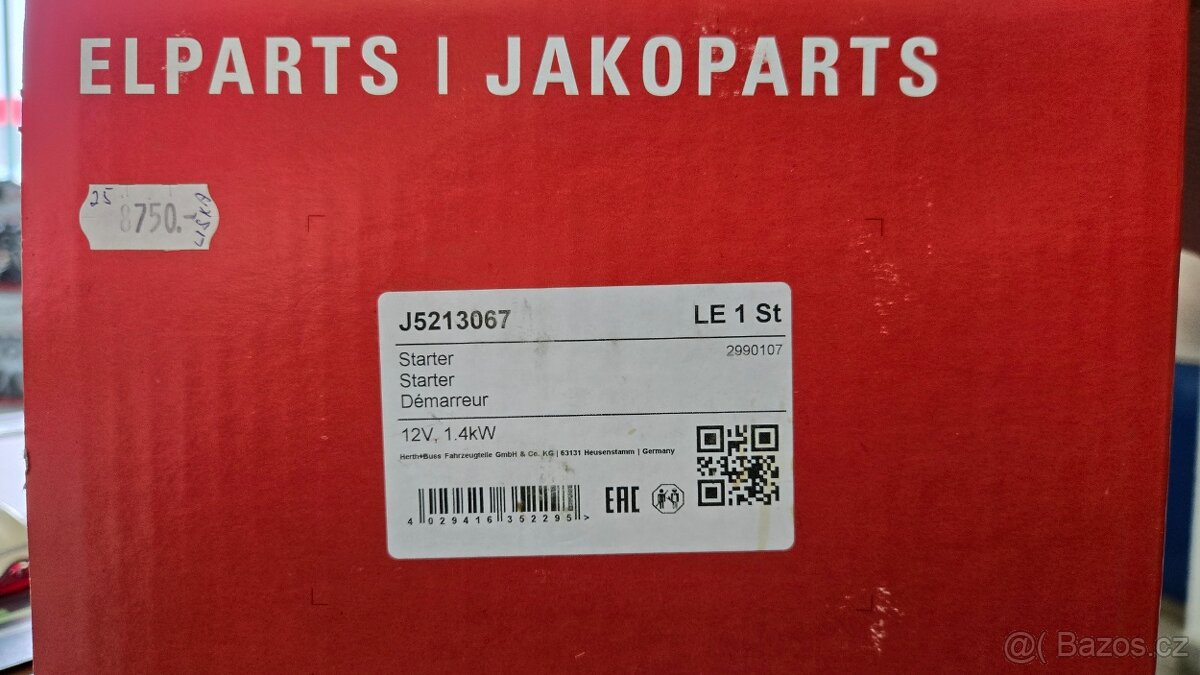 ELPARTS | JAKOPARTS
25
8750.-
LISKA
J5213067
LE 1 St
Starter
2990107
Starter
Démarreur
12V, 1.4kW
Herth+Buss Fahrzeugteile GmbH & Co. KG | 63131 Heusenstamm | Germany
4 029416 352295 >
EAC
@( Bazos.cz